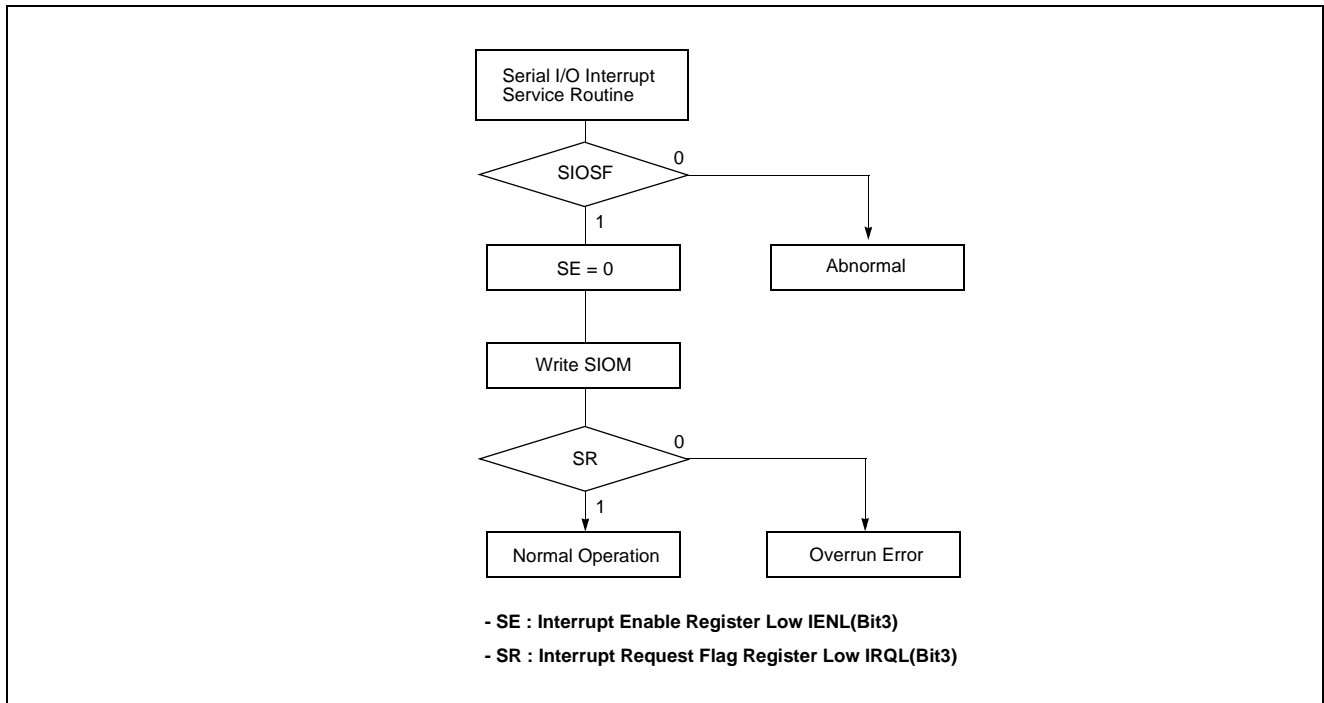 Serial I/O Interrupt
Service Routine
SIOSF
0
1
SE = 0
Abnormal
Write SIOM
SR
0
1
Normal Operation
Overrun Error
- SE : Interrupt Enable Register Low IENL(Bit3)
- SR : Interrupt Request Flag Register Low IRQL(Bit3)